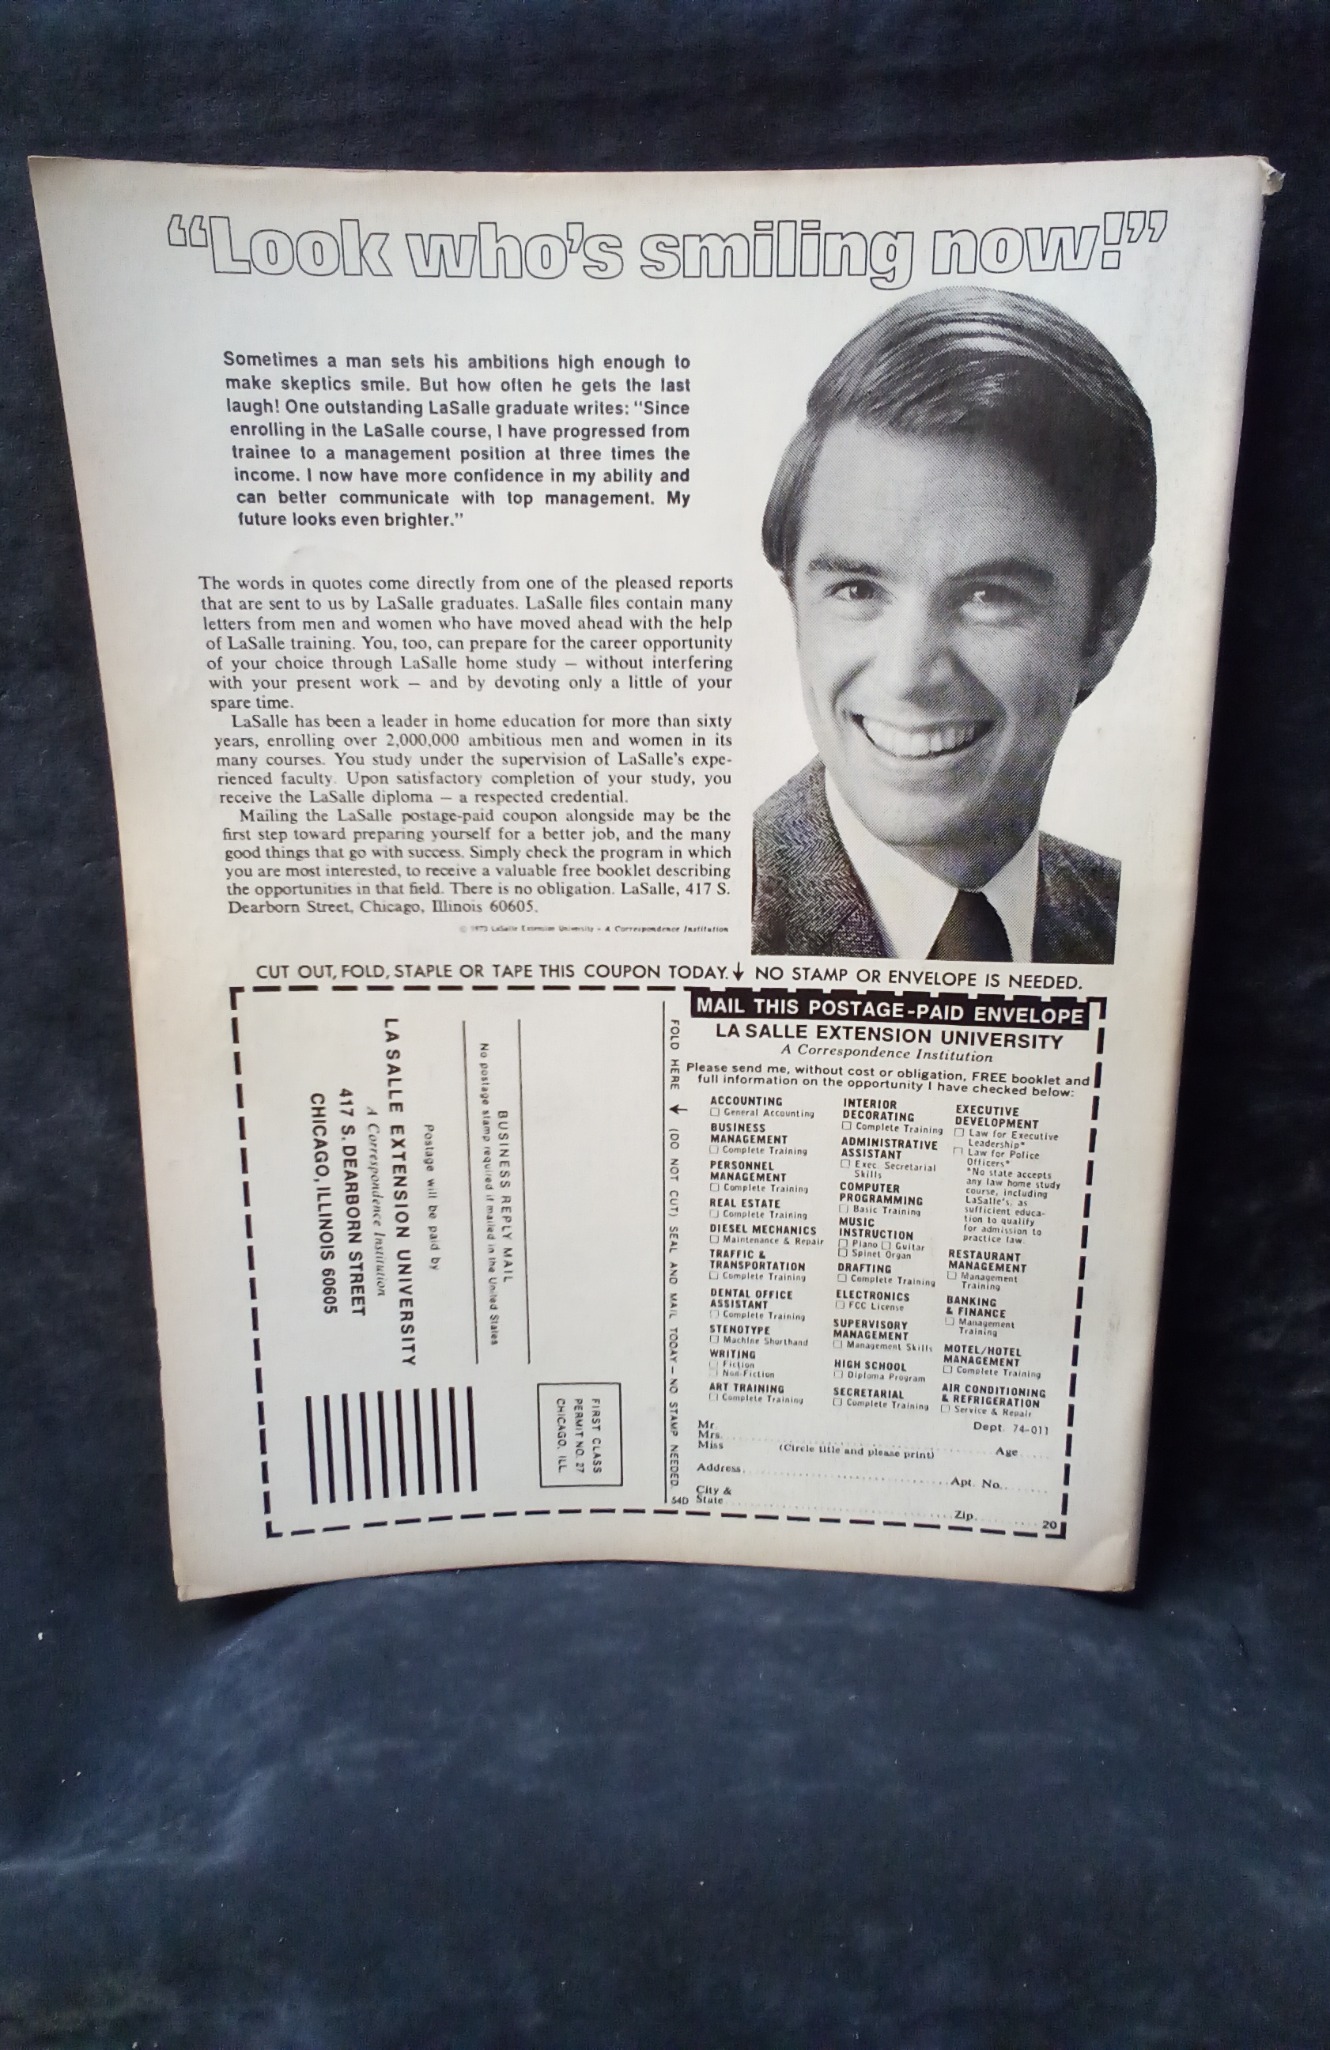 “Look who's smiling now!”
Sometimes a man sets his ambitions high enough to
make skeptics smile. But how often he gets the last
laugh! One outstanding LaSalle graduate writes: “Since
enrolling in the LaSalle course, I have progressed from
trainee to a management position at three times the
income. I now have more confidence in my ability and
can better communicate with top management. My
future looks even brighter.”
The words in quotes come directly from one of the pleased reports
that are sent to us by LaSalle graduates. LaSalle files contain many
letters from men and women who have moved ahead with the help
of LaSalle training. You, too, can prepare for the career opportunity
of your choice through LaSalle home study — without interfering
with your present work — and by devoting only a little of your
spare time.
LaSalle has been a leader in home education for more than sixty
years, enrolling over 2,000,000 ambitious men and women in its
many courses. You study under the supervision of LaSalle's expe-
rienced faculty. Upon satisfactory completion of your study, you
receive the LaSalle diploma — a respected credential.
Mailing the LaSalle postage-paid coupon alongside may be the
first step toward preparing yourself for a better job, and the many
good things that go with success. Simply check the program in which
you are most interested, to receive a valuable free booklet describing
the opportunities in that field. There is no obligation. LaSalle, 417 S.
Dearborn Street, Chicago, Illinois 60605.
© 1973 LaSalle Extension University - A Correspondence Institution
CUT OUT, FOLD, STAPLE OR TAPE THIS COUPON TODAY. ↓ NO STAMP OR ENVELOPE IS NEEDED.
FIRST CLASS
PERMIT NO. 27
CHICAGO, ILL.
BUSINESS REPLY MAIL
No postage stamp required if mailed in the United States
Postage will be paid by
LA SALLE EXTENSION UNIVERSITY
A Correspondence Institution
417 S. DEARBORN STREET
CHICAGO, ILLINOIS 60605
FOLD HERE ↓ (DO NOT CUT) SEAL AND MAIL TODAY — NO STAMP NEEDED
54D
MAIL THIS POSTAGE-PAID ENVELOPE
LA SALLE EXTENSION UNIVERSITY
A Correspondence Institution
Please send me, without cost or obligation, FREE booklet and
full information on the opportunity I have checked below:
ACCOUNTING
☐ General Accounting
BUSINESS
MANAGEMENT
☐ Complete Training
PERSONNEL
MANAGEMENT
☐ Complete Training
REAL ESTATE
☐ Complete Training
DIESEL MECHANICS
☐ Maintenance & Repair
TRAFFIC &
TRANSPORTATION
☐ Complete Training
DENTAL OFFICE
ASSISTANT
☐ Complete Training
STENOTYPE
☐ Machine Shorthand
WRITING
☐ Fiction
☐ Non-Fiction
ART TRAINING
☐ Complete Training
INTERIOR
DECORATING
☐ Complete Training
ADMINISTRATIVE
ASSISTANT
☐ Exec. Secretarial
Skills
COMPUTER
PROGRAMMING
☐ Basic Training
MUSIC
INSTRUCTION
☐ Piano ☐ Guitar
☐ Spinet Organ
DRAFTING
☐ Complete Training
ELECTRONICS
☐ FCC License
SUPERVISORY
MANAGEMENT
☐ Management Skills
HIGH SCHOOL
☐ Diploma Program
SECRETARIAL
☐ Complete Training
EXECUTIVE
DEVELOPMENT
☐ Law for Executive
Leadership*
☐ Law for Police
Officers*
*No state accepts
any law home study
course, including
LaSalle's, as
sufficient educa-
tion to qualify
for admission to
practice law.
RESTAURANT
MANAGEMENT
☐ Management
Training
BANKING
& FINANCE
☐ Management
Training
MOTEL/HOTEL
MANAGEMENT
☐ Complete Training
AIR CONDITIONING
& REFRIGERATION
☐ Service & Repair
Dept. 74-011
Mr.
Mrs.
Miss (Circle title and please print) Age
Address Apt. No.
City &
State Zip
20